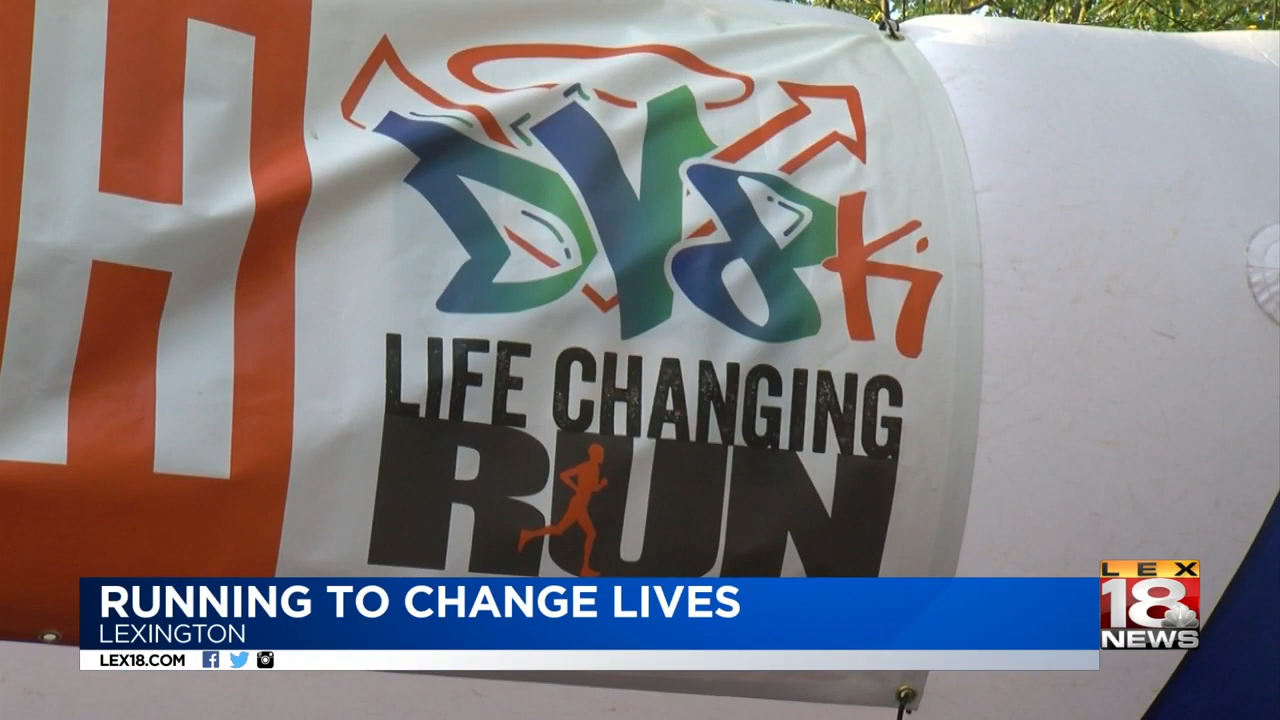 DV8K
LIFE CHANGING
RUN
RUNNING TO CHANGE LIVES
LEXINGTON
LEX18.COM
LEX
18
NEWS